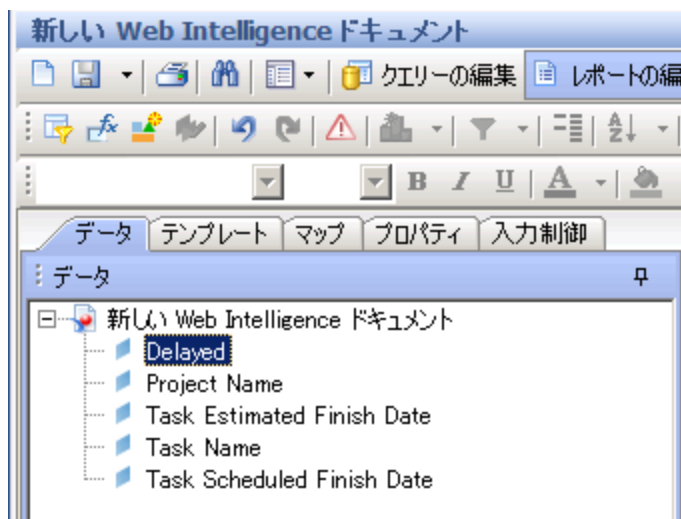 新しい Web Intelligence ドキュメント
クエリーの編集 レポートの編
B I U A
データ テンプレート マップ プロパティ 入力制御
データ
新しい Web Intelligence ドキュメント
Delayed
Project Name
Task Estimated Finish Date
Task Name
Task Scheduled Finish Date